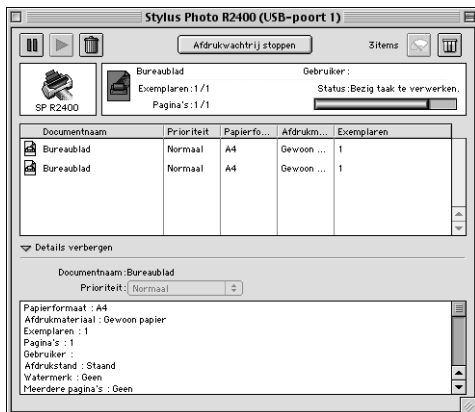 Stylus Photo R2400 (USB-poort 1)
Afdrukwachtrij stoppen
3items
SP R2400
Bureaublad
Gebruiker :
Exemplaren:1/1
Status:Bezig taak te verwerken.
Pagina's:1/1
Documentnaam Prioriteit Papierfo... Afdrukm... Exemplaren
Bureaublad Normaal A4 Gewoon ... 1
Bureaublad Normaal A4 Gewoon ... 1
Details verbergen
Documentnaam:Bureaublad
Prioriteit: Normaal
Papierformaat : A4
Afdrukmateriaal : Gewoon papier
Exemplaren : 1
Pagina's : 1
Gebruiker :
Afdrukstand : Staand
Watermerk : Geen
Meerdere pagina's : Geen